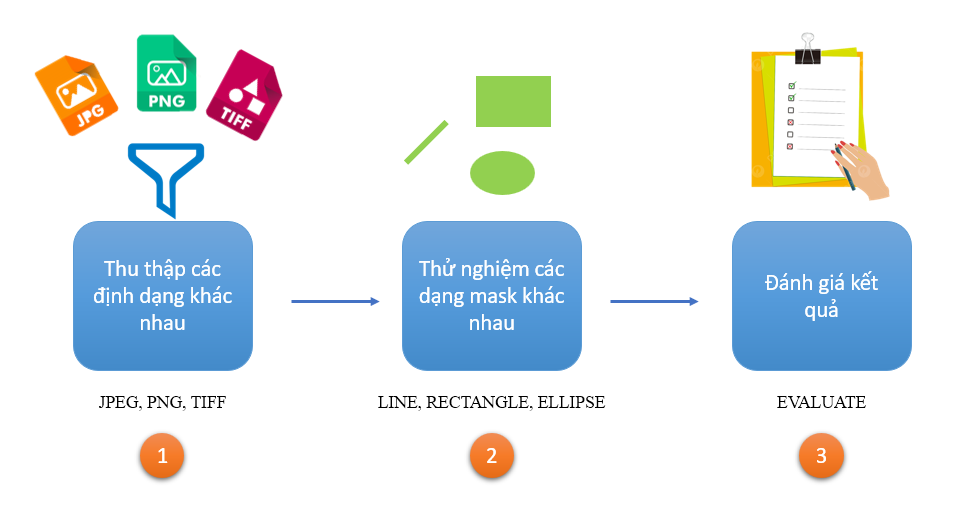 JPG
PNG
TIFF
Thu thập các
định dạng khác
nhau
Thử nghiệm các
dạng mask khác
nhau
Đánh giá kết
quả
JPEG, PNG, TIFF
LINE, RECTANGLE, ELLIPSE
EVALUATE
1
2
3